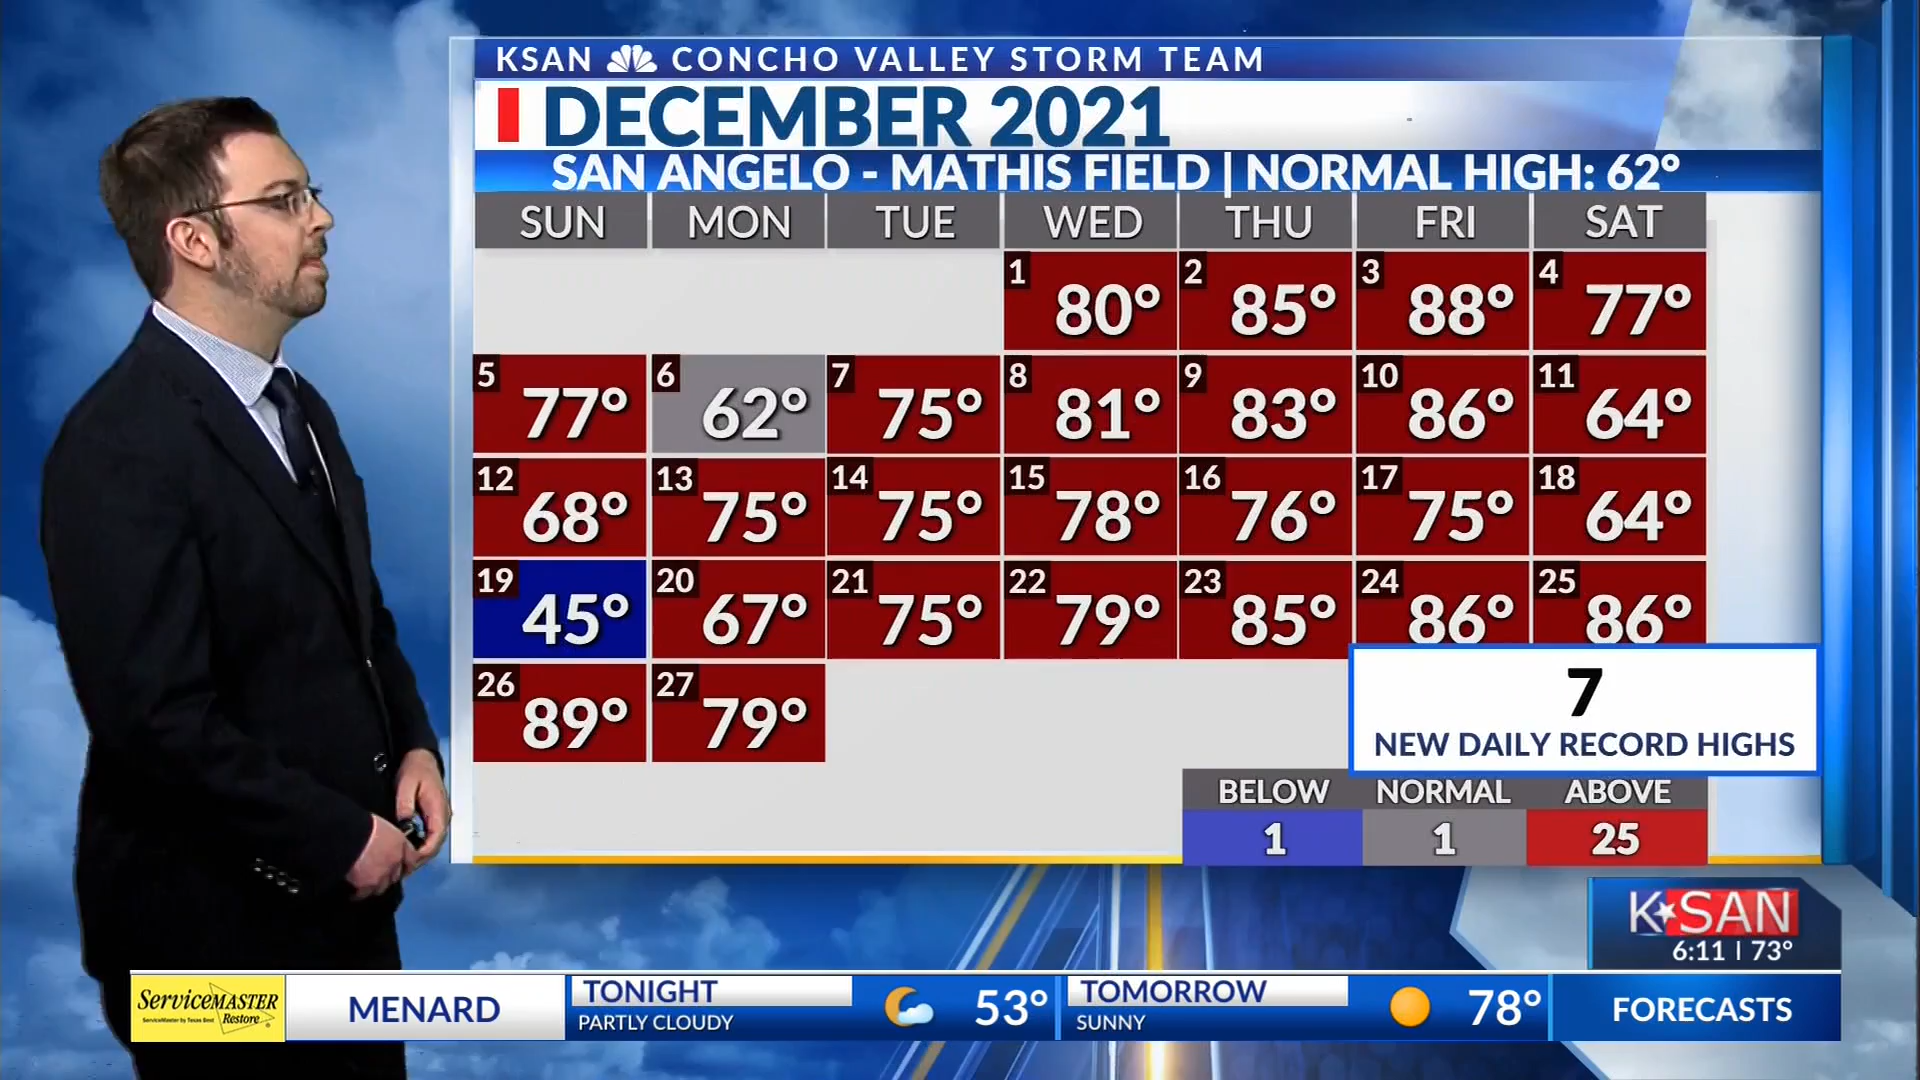 KSAN CONCHO VALLEY STORM TEAM
DECEMBER 2021
SAN ANGELO - MATHIS FIELD | NORMAL HIGH: 62°
SUN MON TUE WED THU FRI SAT
1 80° 2 85° 3 88° 4 77°
5 77° 6 62° 7 75° 8 81° 9 83° 10 86° 11 64°
12 68° 13 75° 14 75° 15 78° 16 76° 17 75° 18 64°
19 45° 20 67° 21 75° 22 79° 23 85° 24 86° 25 86°
26 89° 27 79°
7
NEW DAILY RECORD HIGHS
BELOW NORMAL ABOVE
1 1 25
KSAN
6:11 | 73°
ServiceMASTER
Restore
ServiceMaster by Texas Best
MENARD
TONIGHT
PARTLY CLOUDY
53°
TOMORROW
SUNNY
78°
FORECASTS